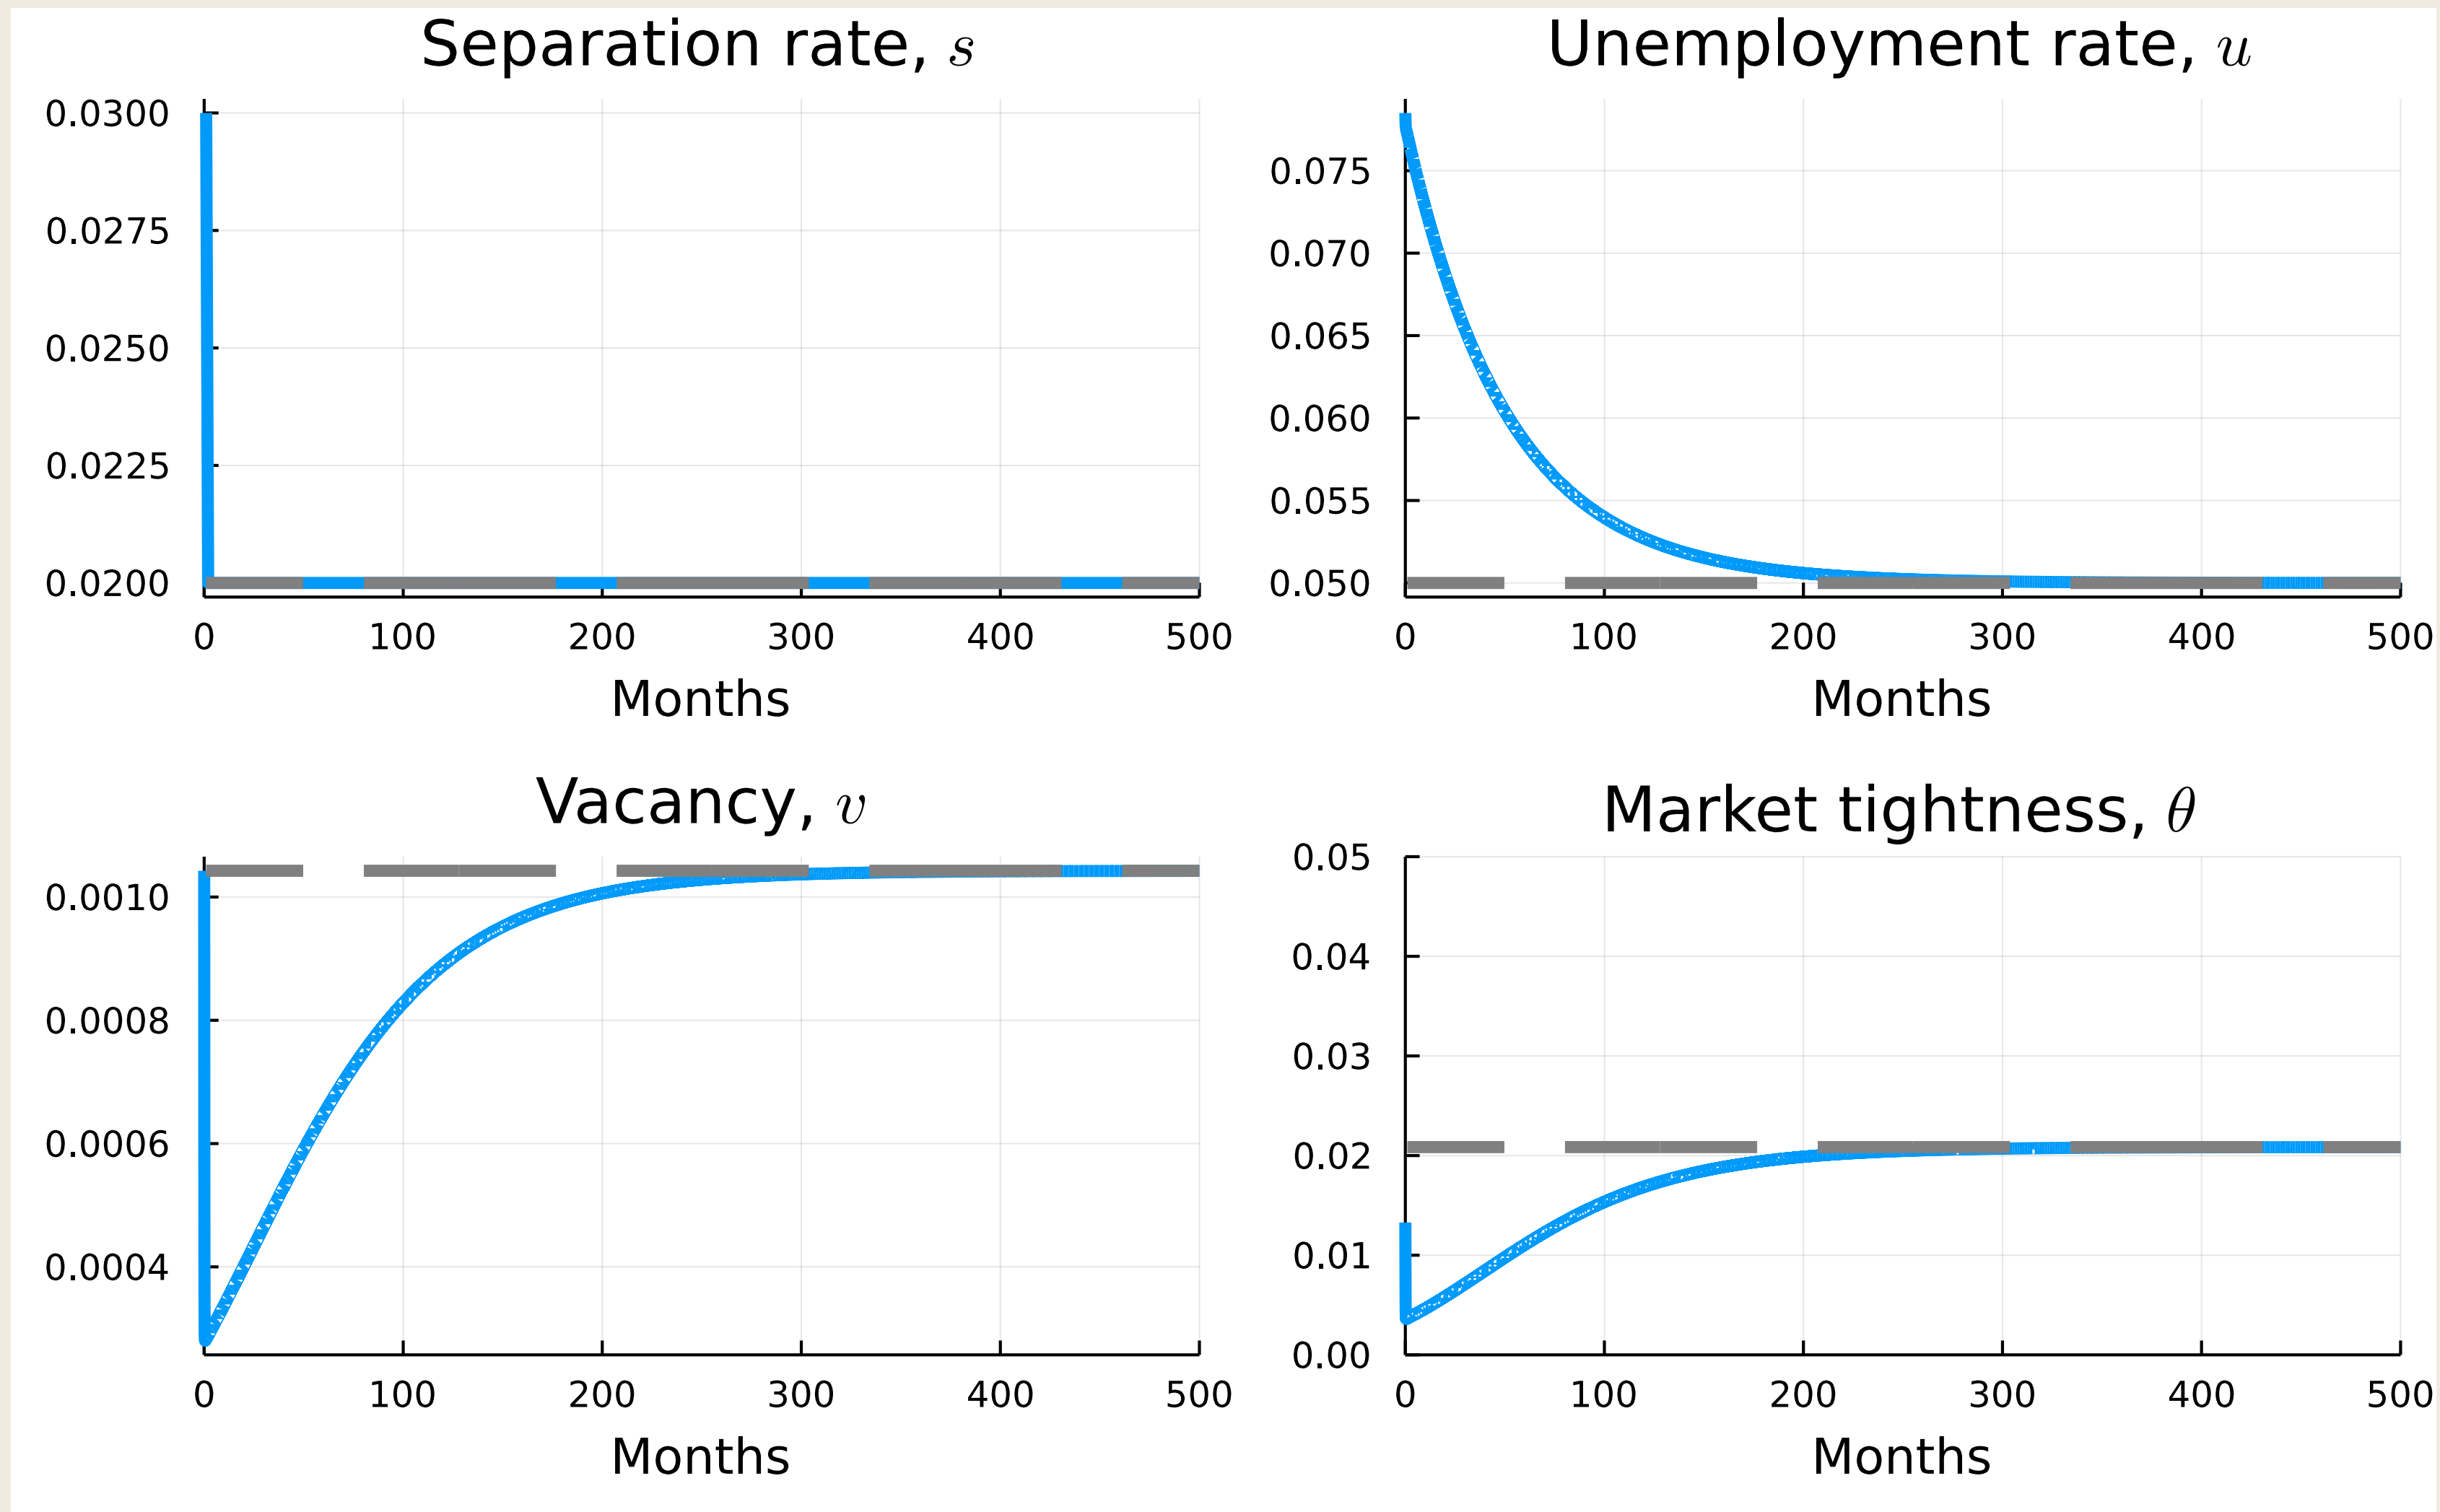 Separation rate, s
0.0300
0.0275
0.0250
0.0225
0.0200
0 100 200 300 400 500
Months
Unemployment rate, u
0.075
0.070
0.065
0.060
0.055
0.050
0 100 200 300 400 500
Months
Vacancy, v
0.0010
0.0008
0.0006
0.0004
0 100 200 300 400 500
Months
Market tightness, θ
0.05
0.04
0.03
0.02
0.01
0.00
0 100 200 300 400 500
Months